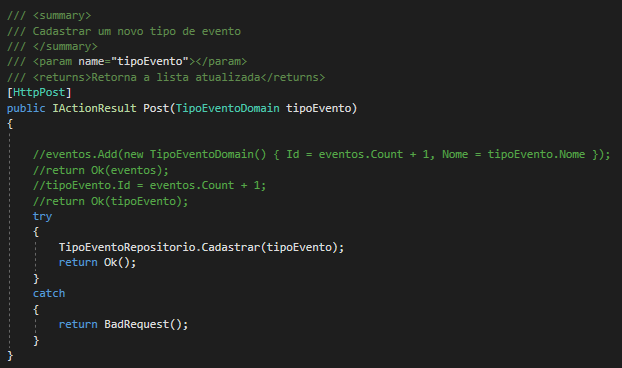 /// <summary>
/// Cadastrar um novo tipo de evento
/// </summary>
/// <param name="tipoEvento"></param>
/// <returns>Retorna a lista atualizada</returns>
[HttpPost]
public IActionResult Post(TipoEventoDomain tipoEvento)
{
//eventos.Add(new TipoEventoDomain() { Id = eventos.Count + 1, Nome = tipoEvento.Nome });
//return Ok(eventos);
//tipoEvento.Id = eventos.Count + 1;
//return Ok(tipoEvento);
try
{
TipoEventoRepositorio.Cadastrar(tipoEvento);
return Ok();
}
catch
{
return BadRequest();
}
}